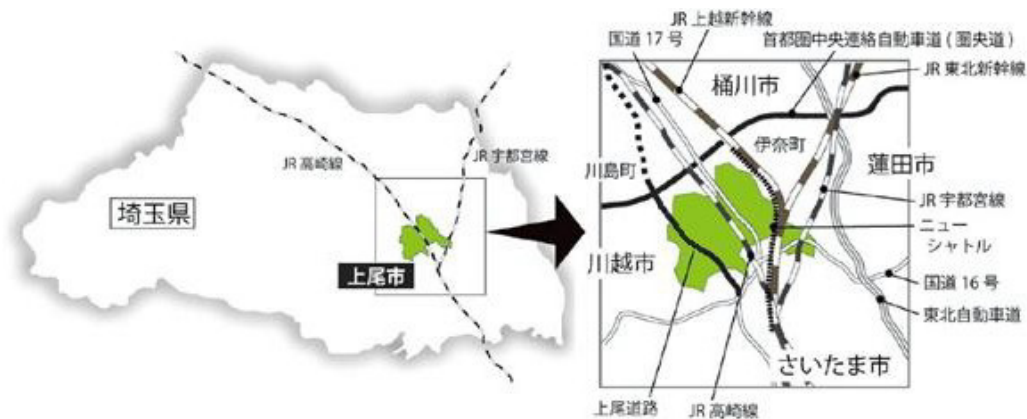 埼玉県
JR 高崎線
JR 宇都宮線
上尾市
JR 上越新幹線
国道 17 号
首都圏中央連絡自動車道 ( 圏央道 )
JR 東北新幹線
桶川市
伊奈町
川島町
蓮田市
JR 宇都宮線
ニュー
シャトル
川越市
国道 16 号
東北自動車道
さいたま市
上尾道路
JR 高崎線